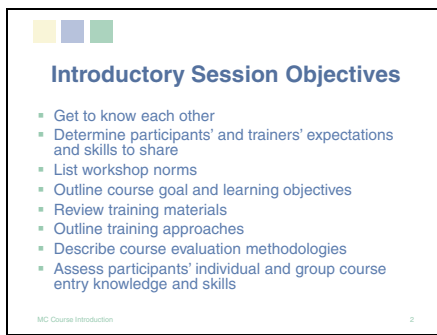 Introductory Session Objectives
▪ Get to know each other
▪ Determine participants' and trainers' expectations
and skills to share
▪ List workshop norms
▪ Outline course goal and learning objectives
▪ Review training materials
▪ Outline training approaches
▪ Describe course evaluation methodologies
▪ Assess participants' individual and group course
entry knowledge and skills
MC Course Introduction 2